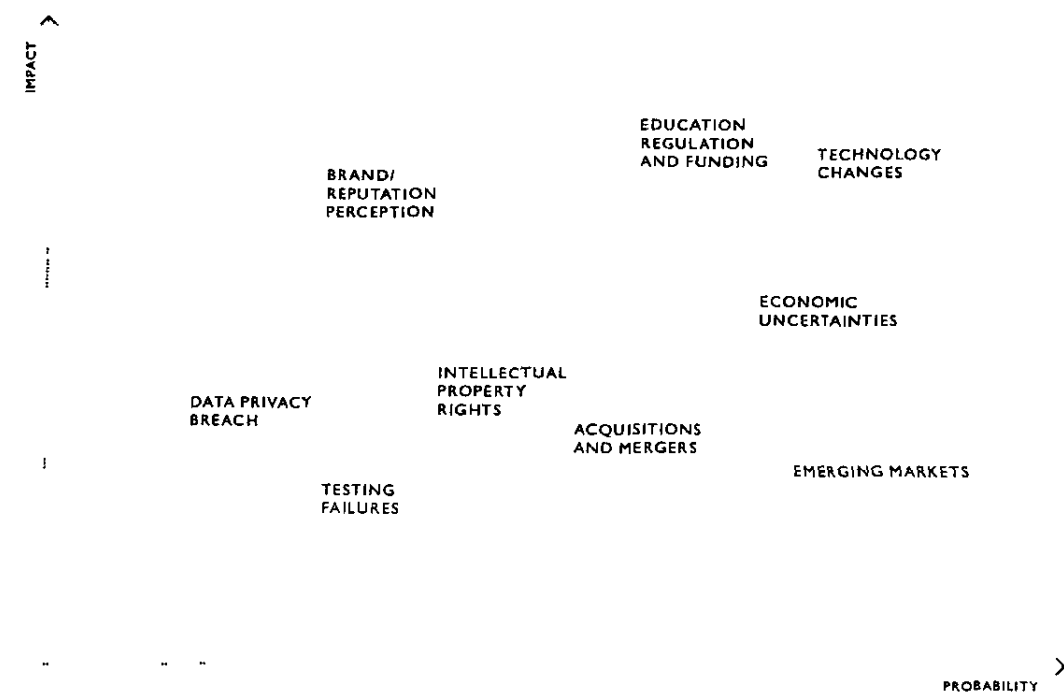 IMPACT
EDUCATION
REGULATION
AND FUNDING
TECHNOLOGY
CHANGES
BRAND/
REPUTATION
PERCEPTION
ECONOMIC
UNCERTAINTIES
INTELLECTUAL
PROPERTY
RIGHTS
DATA PRIVACY
BREACH
ACQUISITIONS
AND MERGERS
EMERGING MARKETS
TESTING
FAILURES
PROBABILITY